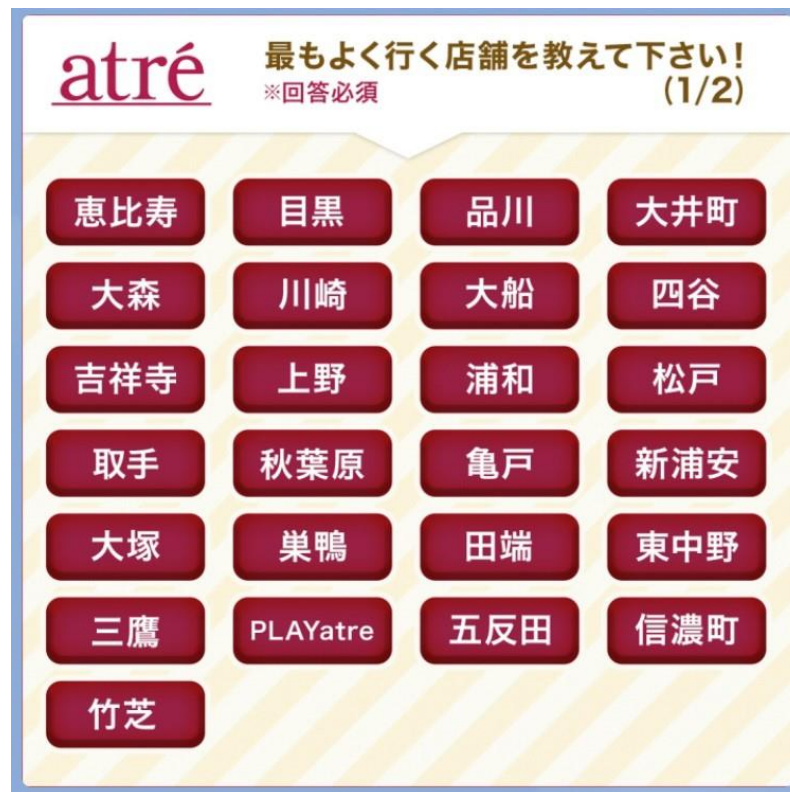 atré
最もよく行く店舗を教えて下さい!
※回答必須
(1/2)
恵比寿 目黒 品川 大井町
大森 川崎 大船 四谷
吉祥寺 上野 浦和 松戸
取手 秋葉原 亀戸 新浦安
大塚 巣鴨 田端 東中野
三鷹 PLAYatre 五反田 信濃町
竹芝